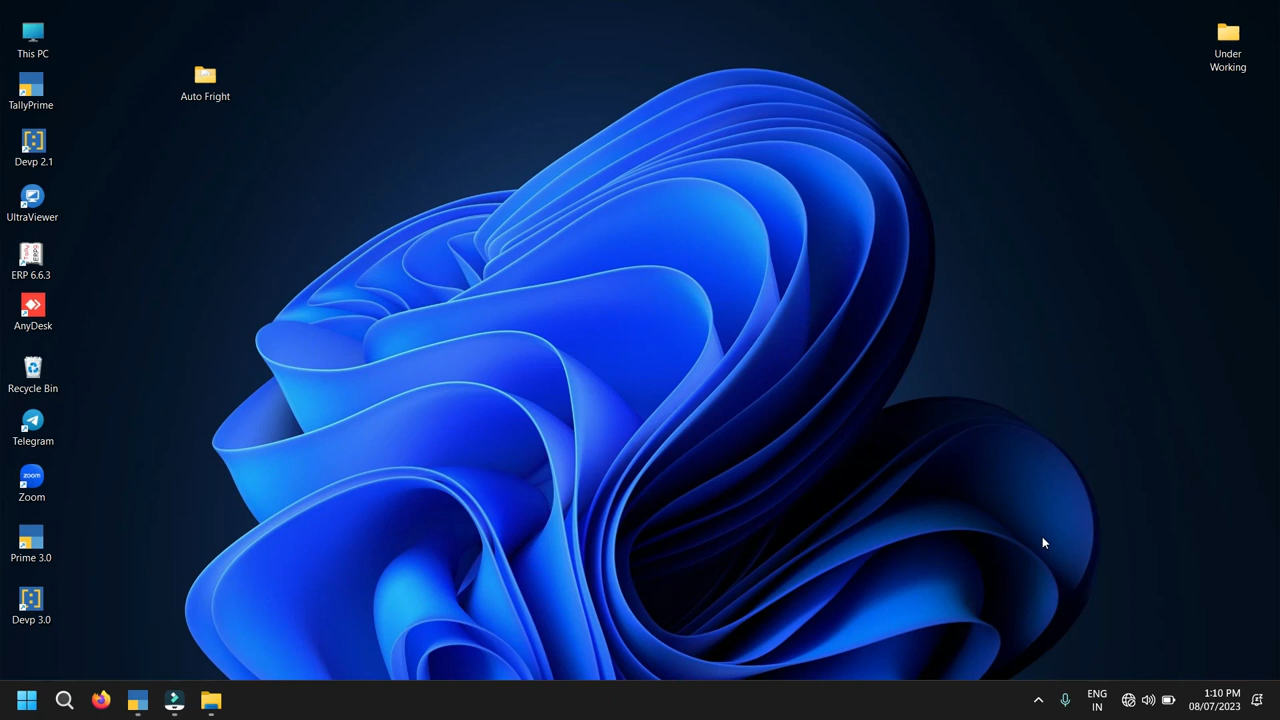 This PC
TallyPrime
Devp 2.1
UltraViewer
ERP 6.6.3
AnyDesk
Recycle Bin
Telegram
zoom
Zoom
Prime 3.0
Devp 3.0
Auto Fright
Under
Working
ENG
IN
1:10 PM
08/07/2023